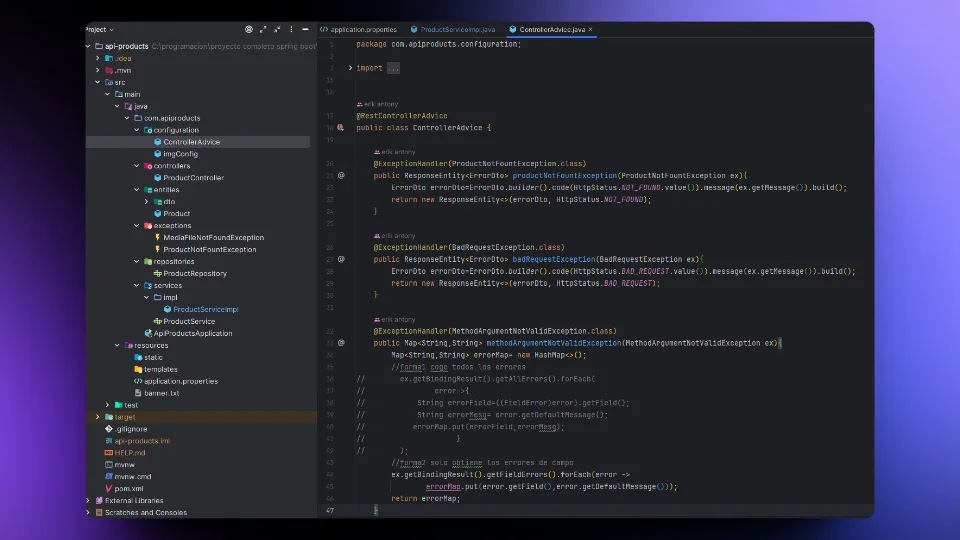 Project
api-products C:\programacion\proyecto completo spring boot\
.idea
.mvn
src
main
java
com.apiproducts
configuration
ControllerAdvice
imgConfig
controllers
ProductController
entities
dto
Product
exceptions
MediaFileNotFoundException
ProductNotFountException
repositories
ProductRepository
services
impl
ProductServiceImpl
ProductService
ApiProductsApplication
resources
static
templates
application.properties
banner.txt
test
target
.gitignore
api-products.iml
HELP.md
mvnw
mvnw.cmd
pom.xml
External Libraries
Scratches and Consoles
application.properties ProductServiceImpl.java ControllerAdvice.java
1 package com.apiproducts.configuration;
2
3 import ...
15
16
erik antony
17 @RestControllerAdvice
18 public class ControllerAdvice {
19
erik antony
20 @ExceptionHandler(ProductNotFountException.class)
21 public ResponseEntity<ErrorDto> productNotFountException(ProductNotFountException ex){
22 ErrorDto errorDto=ErrorDto.builder().code(HttpStatus.NOT_FOUND.value()).message(ex.getMessage()).build();
23 return new ResponseEntity<>(errorDto, HttpStatus.NOT_FOUND);
24 }
25
erik antony
26 @ExceptionHandler(BadRequestException.class)
27 public ResponseEntity<ErrorDto> badRequestException(BadRequestException ex){
28 ErrorDto errorDto=ErrorDto.builder().code(HttpStatus.BAD_REQUEST.value()).message(ex.getMessage()).build();
29 return new ResponseEntity<>(errorDto, HttpStatus.BAD_REQUEST);
30 }
31
erik antony
32 @ExceptionHandler(MethodArgumentNotValidException.class)
33 public Map<String,String> methodArgumentNotValidException(MethodArgumentNotValidException ex){
34 Map<String,String> errorMap= new HashMap<>();
35 //forma1 coge todos los errores
36 // ex.getBindingResult().getAllErrors().forEach(
37 // error->{
38 // String errorField=((FieldError)error).getField();
39 // String errorMesg= error.getDefaultMessage();
40 // errorMap.put(errorField,errorMesg);
41 // }
42 // );
43 //forma2 solo obtiene los errores de campo
44 ex.getBindingResult().getFieldErrors().forEach(error ->
45 errorMap.put(error.getField(),error.getDefaultMessage()));
46 return errorMap;
47 }